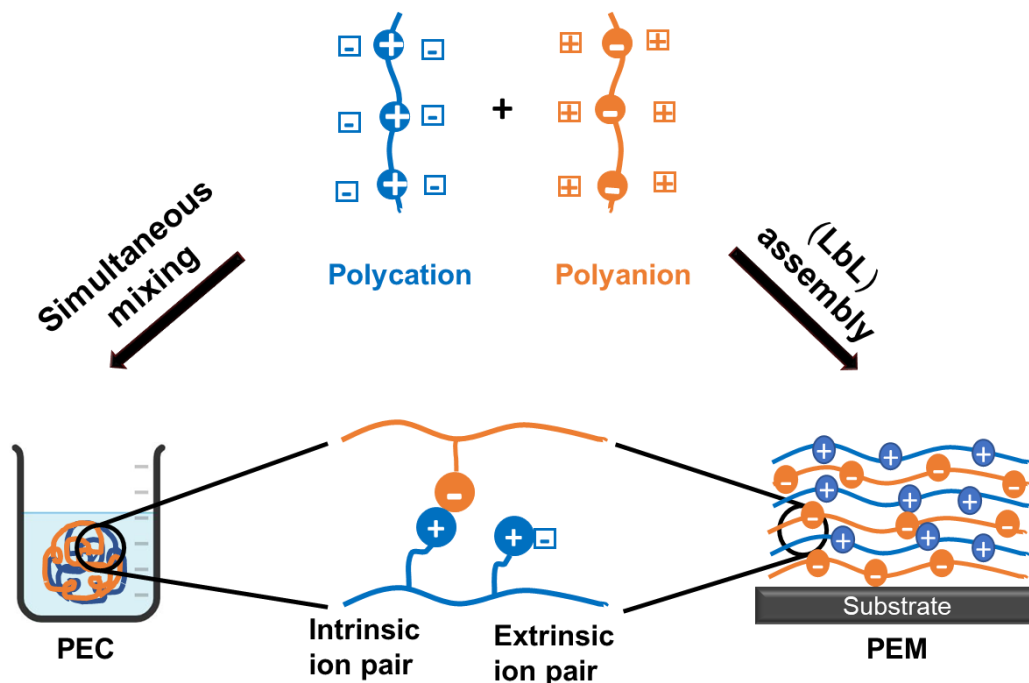 +
Polycation
Polyanion
Simultaneous
mixing
(LbL)
assembly
Intrinsic
ion pair
Extrinsic
ion pair
PEC
Substrate
PEM